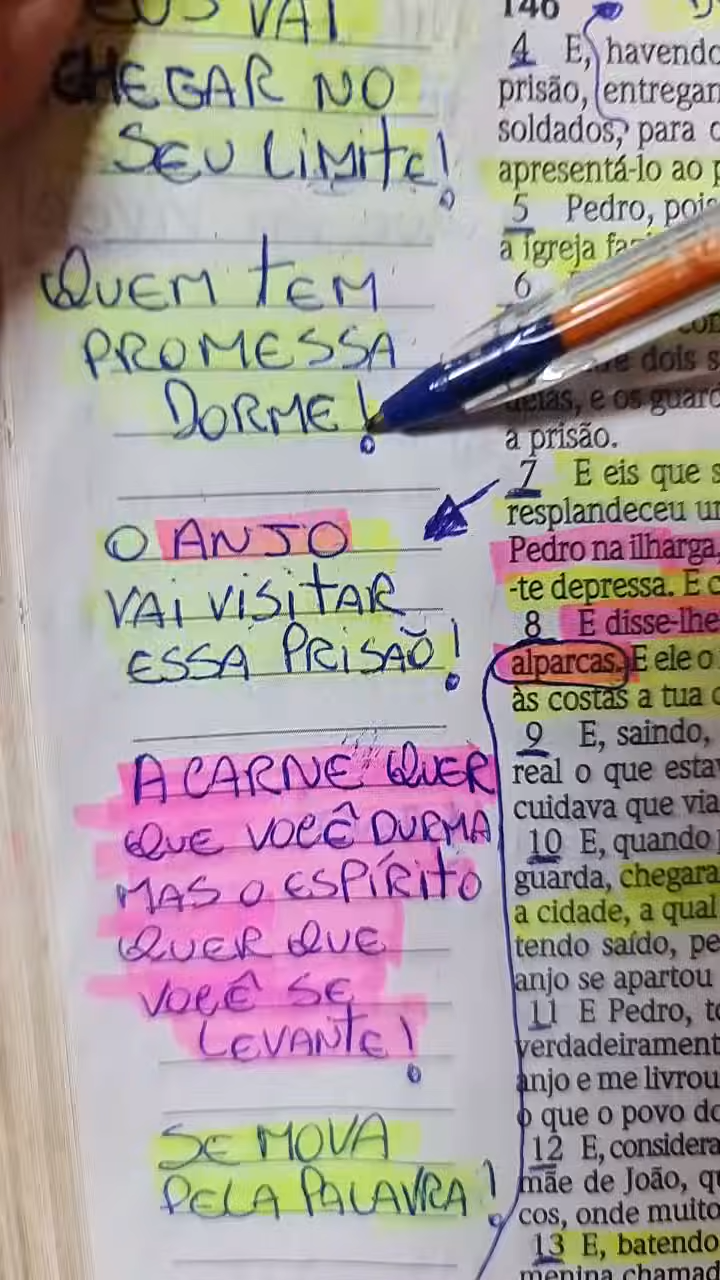 VAI
CHEGAR NO
SEU LIMITE!
QUEM TEM
PROMESSA
DORME!
O ANJO
VAI VISITAR
ESSA PRISÃO!
A CARNE QUER
QUE VOCÊ DURMA
MAS O ESPÍRITO
QUER QUE
VOCÊ SE
LEVANTE!
SE MOVA
PELA PALAVRA!
146
4 E, havendo
prisão, entregan
soldados, para
apresentá-lo ao
5 Pedro, pois
a igreja
6
dois
e os guard
a prisão.
7 E eis que
resplandeceu
Pedro na ilharga,
-te depressa. E
8 E disse-lhe
alparcas. E ele o
às costas a tua
9 E, saindo,
real o que esta
cuidava que via
10 E, quando
guarda, chegara
a cidade, a qual
tendo saído,
anjo se apartou
11 E Pedro,
verdadeirament
anjo e me livrou
o que o povo
12 E, considera
mãe de João,
cos, onde muito
13 E, batendo
menina chamad